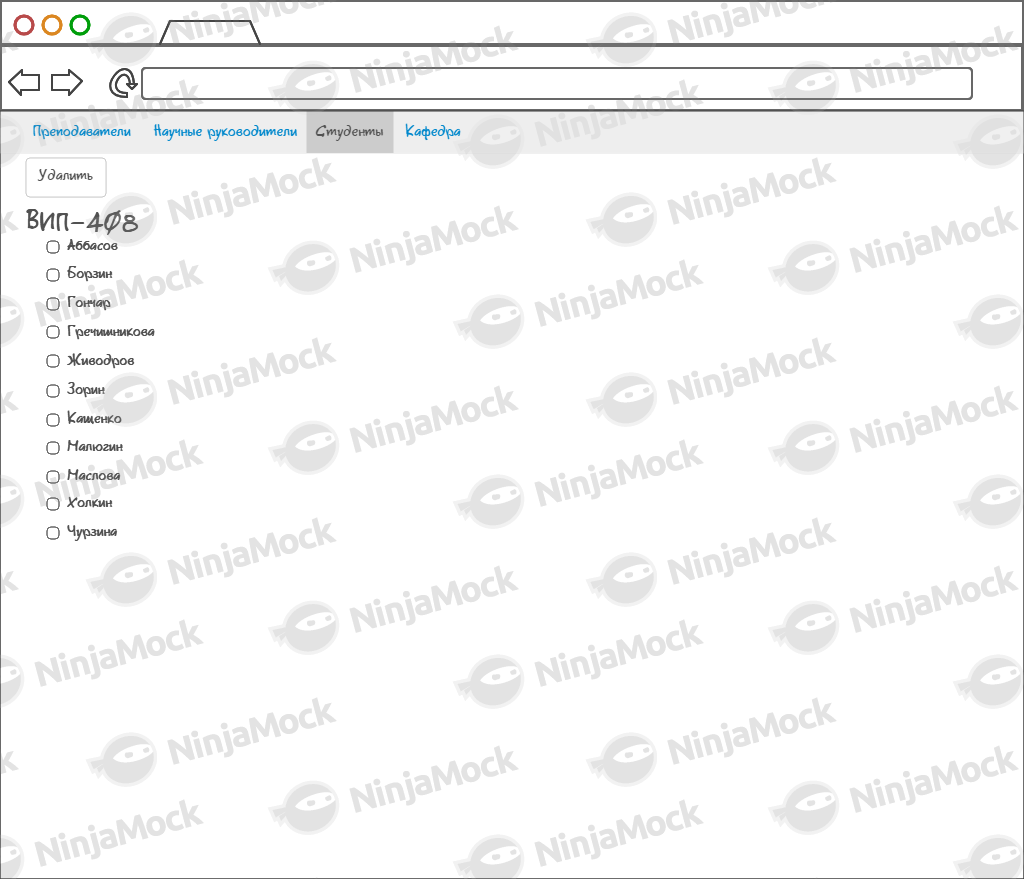 Преподаватели Научные руководители Студенты Кафедра
Удалить
ВИП-408
Аббасов
Борзин
Гончар
Гречишникова
Живодров
Зорин
Кащенко
Малюгин
Маслова
Холкин
Чурзина
NinjaMock